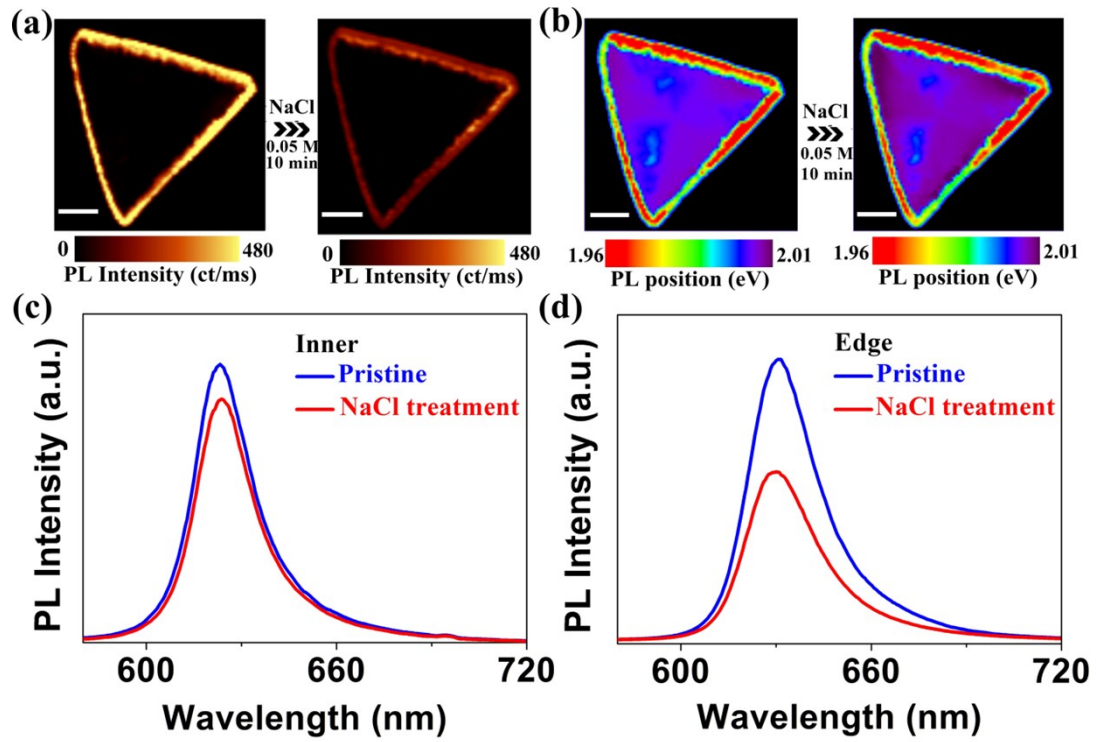 (a)
NaCl
0.05 M
10 min
0 480
PL Intensity (ct/ms)
0 480
PL Intensity (ct/ms)
(b)
NaCl
0.05 M
10 min
1.96 2.01
PL position (eV)
1.96 2.01
PL position (eV)
(c)
Inner
Pristine
NaCl treatment
PL Intensity (a.u.)
600 660 720
Wavelength (nm)
(d)
Edge
Pristine
NaCl treatment
PL Intensity (a.u.)
600 660 720
Wavelength (nm)